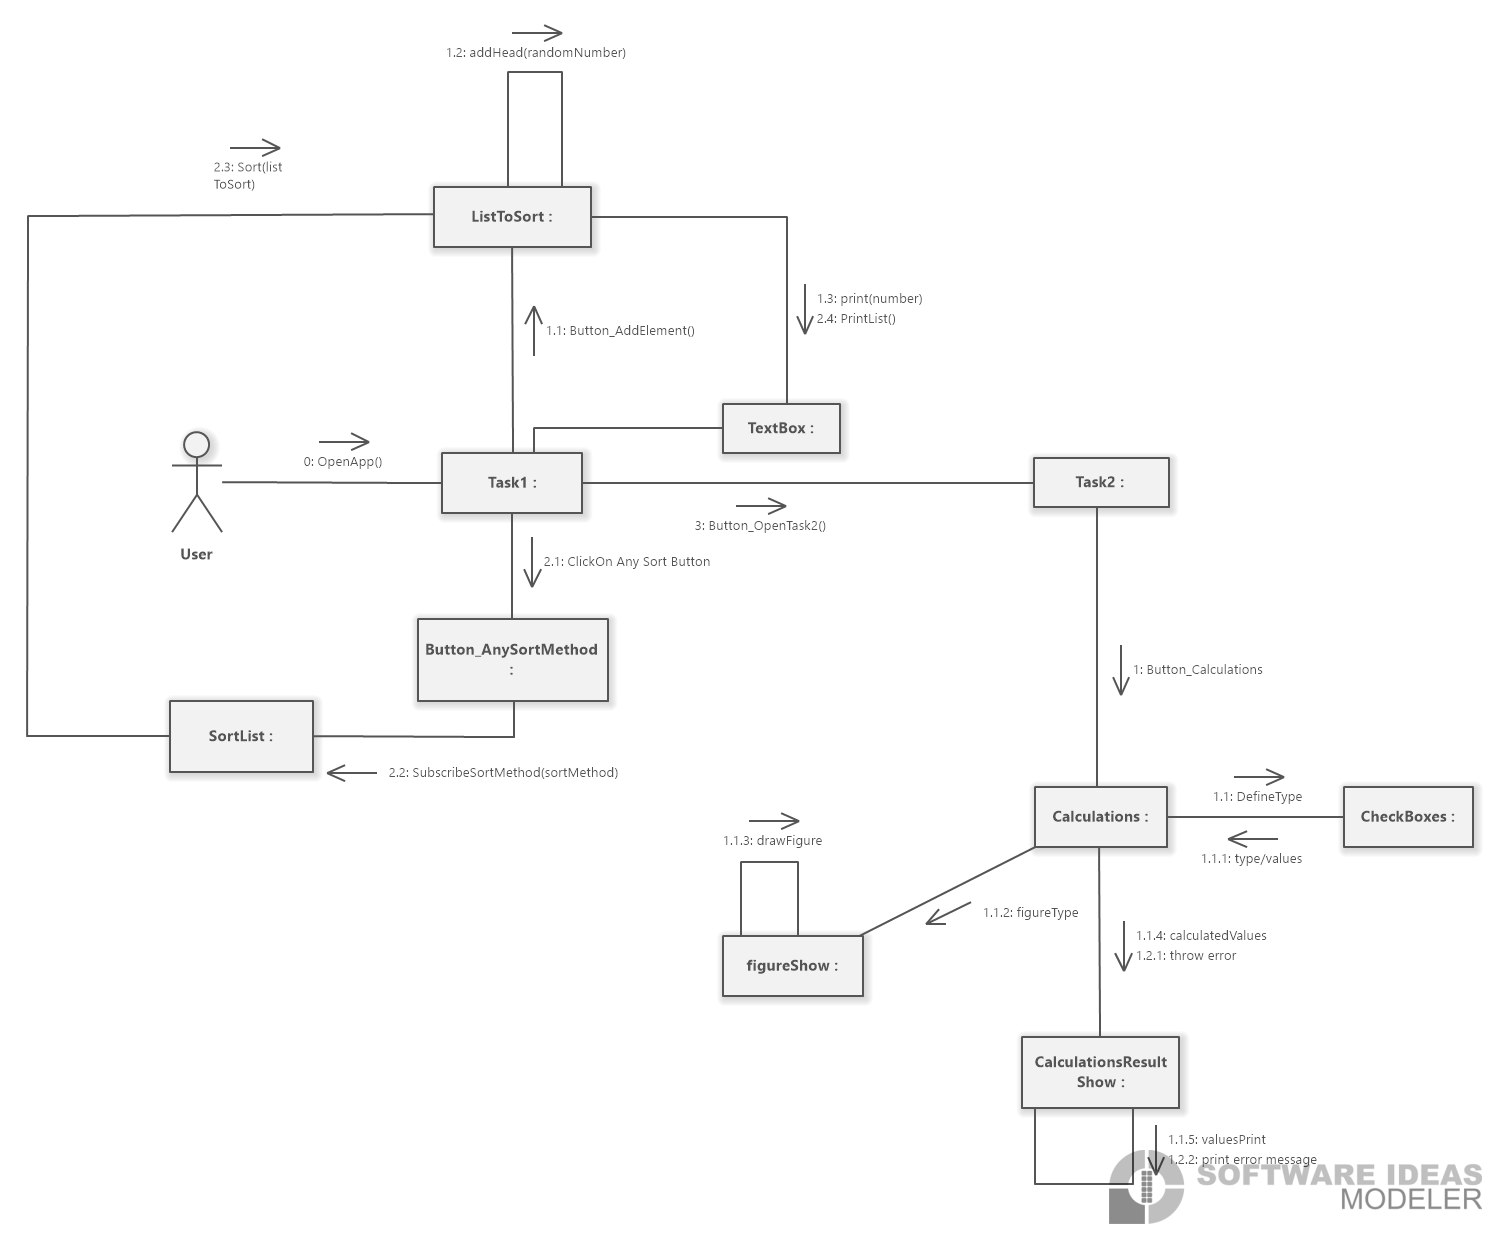 1.2: addHead(randomNumber)
2.3: Sort(list
ToSort)
ListToSort :
1.3: print(number)
2.4: PrintList()
1.1: Button_AddElement()
TextBox :
0: OpenApp()
Task1 :
Task2 :
3: Button_OpenTask2()
User
2.1: ClickOn Any Sort Button
Button_AnySortMethod
:
1: Button_Calculations
SortList :
2.2: SubscribeSortMethod(sortMethod)
1.1: DefineType
Calculations :
CheckBoxes :
1.1.3: drawFigure
1.1.1: type/values
1.1.2: figureType
1.1.4: calculatedValues
1.2.1: throw error
figureShow :
CalculationsResult
Show :
1.1.5: valuesPrint
1.2.2: print error message
SOFTWARE IDEAS
MODELER